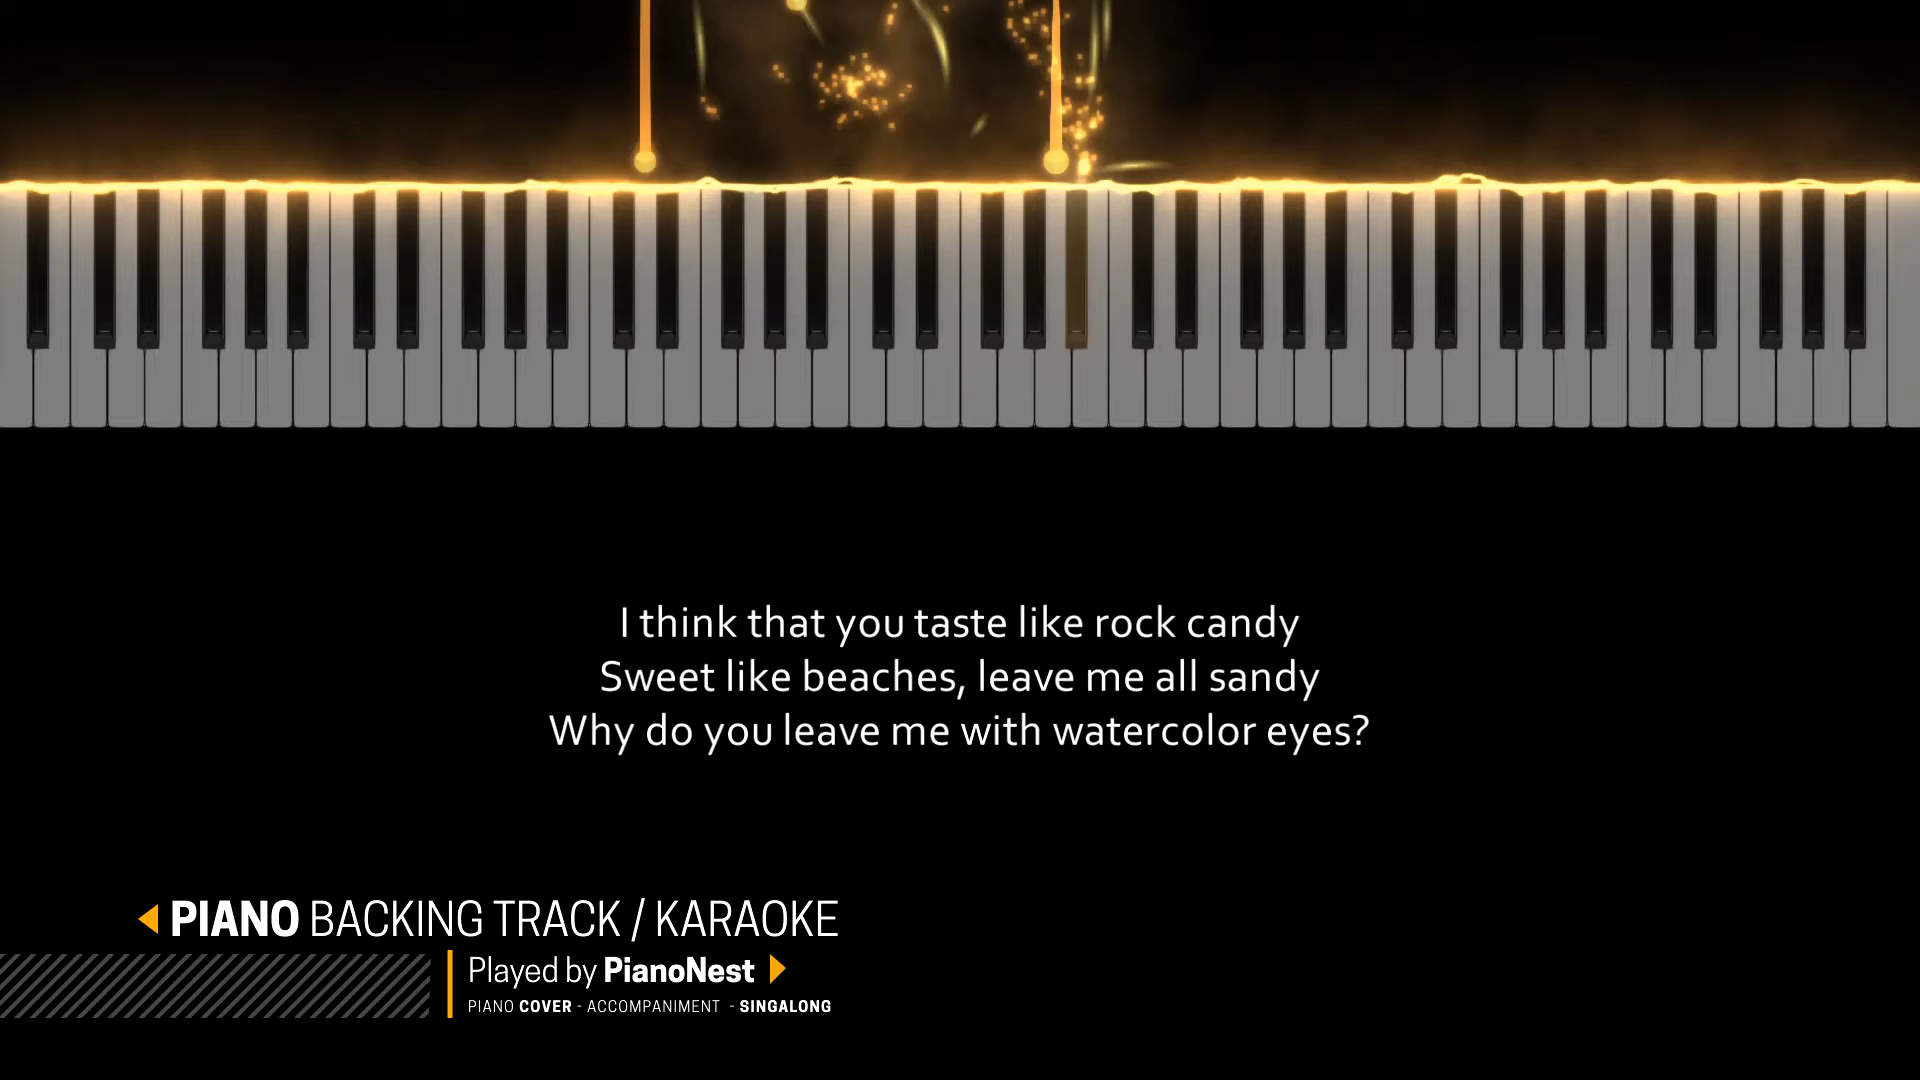 I think that you taste like rock candy
Sweet like beaches, leave me all sandy
Why do you leave me with watercolor eyes?
PIANO BACKING TRACK / KARAOKE
Played by PianoNest
PIANO COVER - ACCOMPANIMENT - SINGALONG